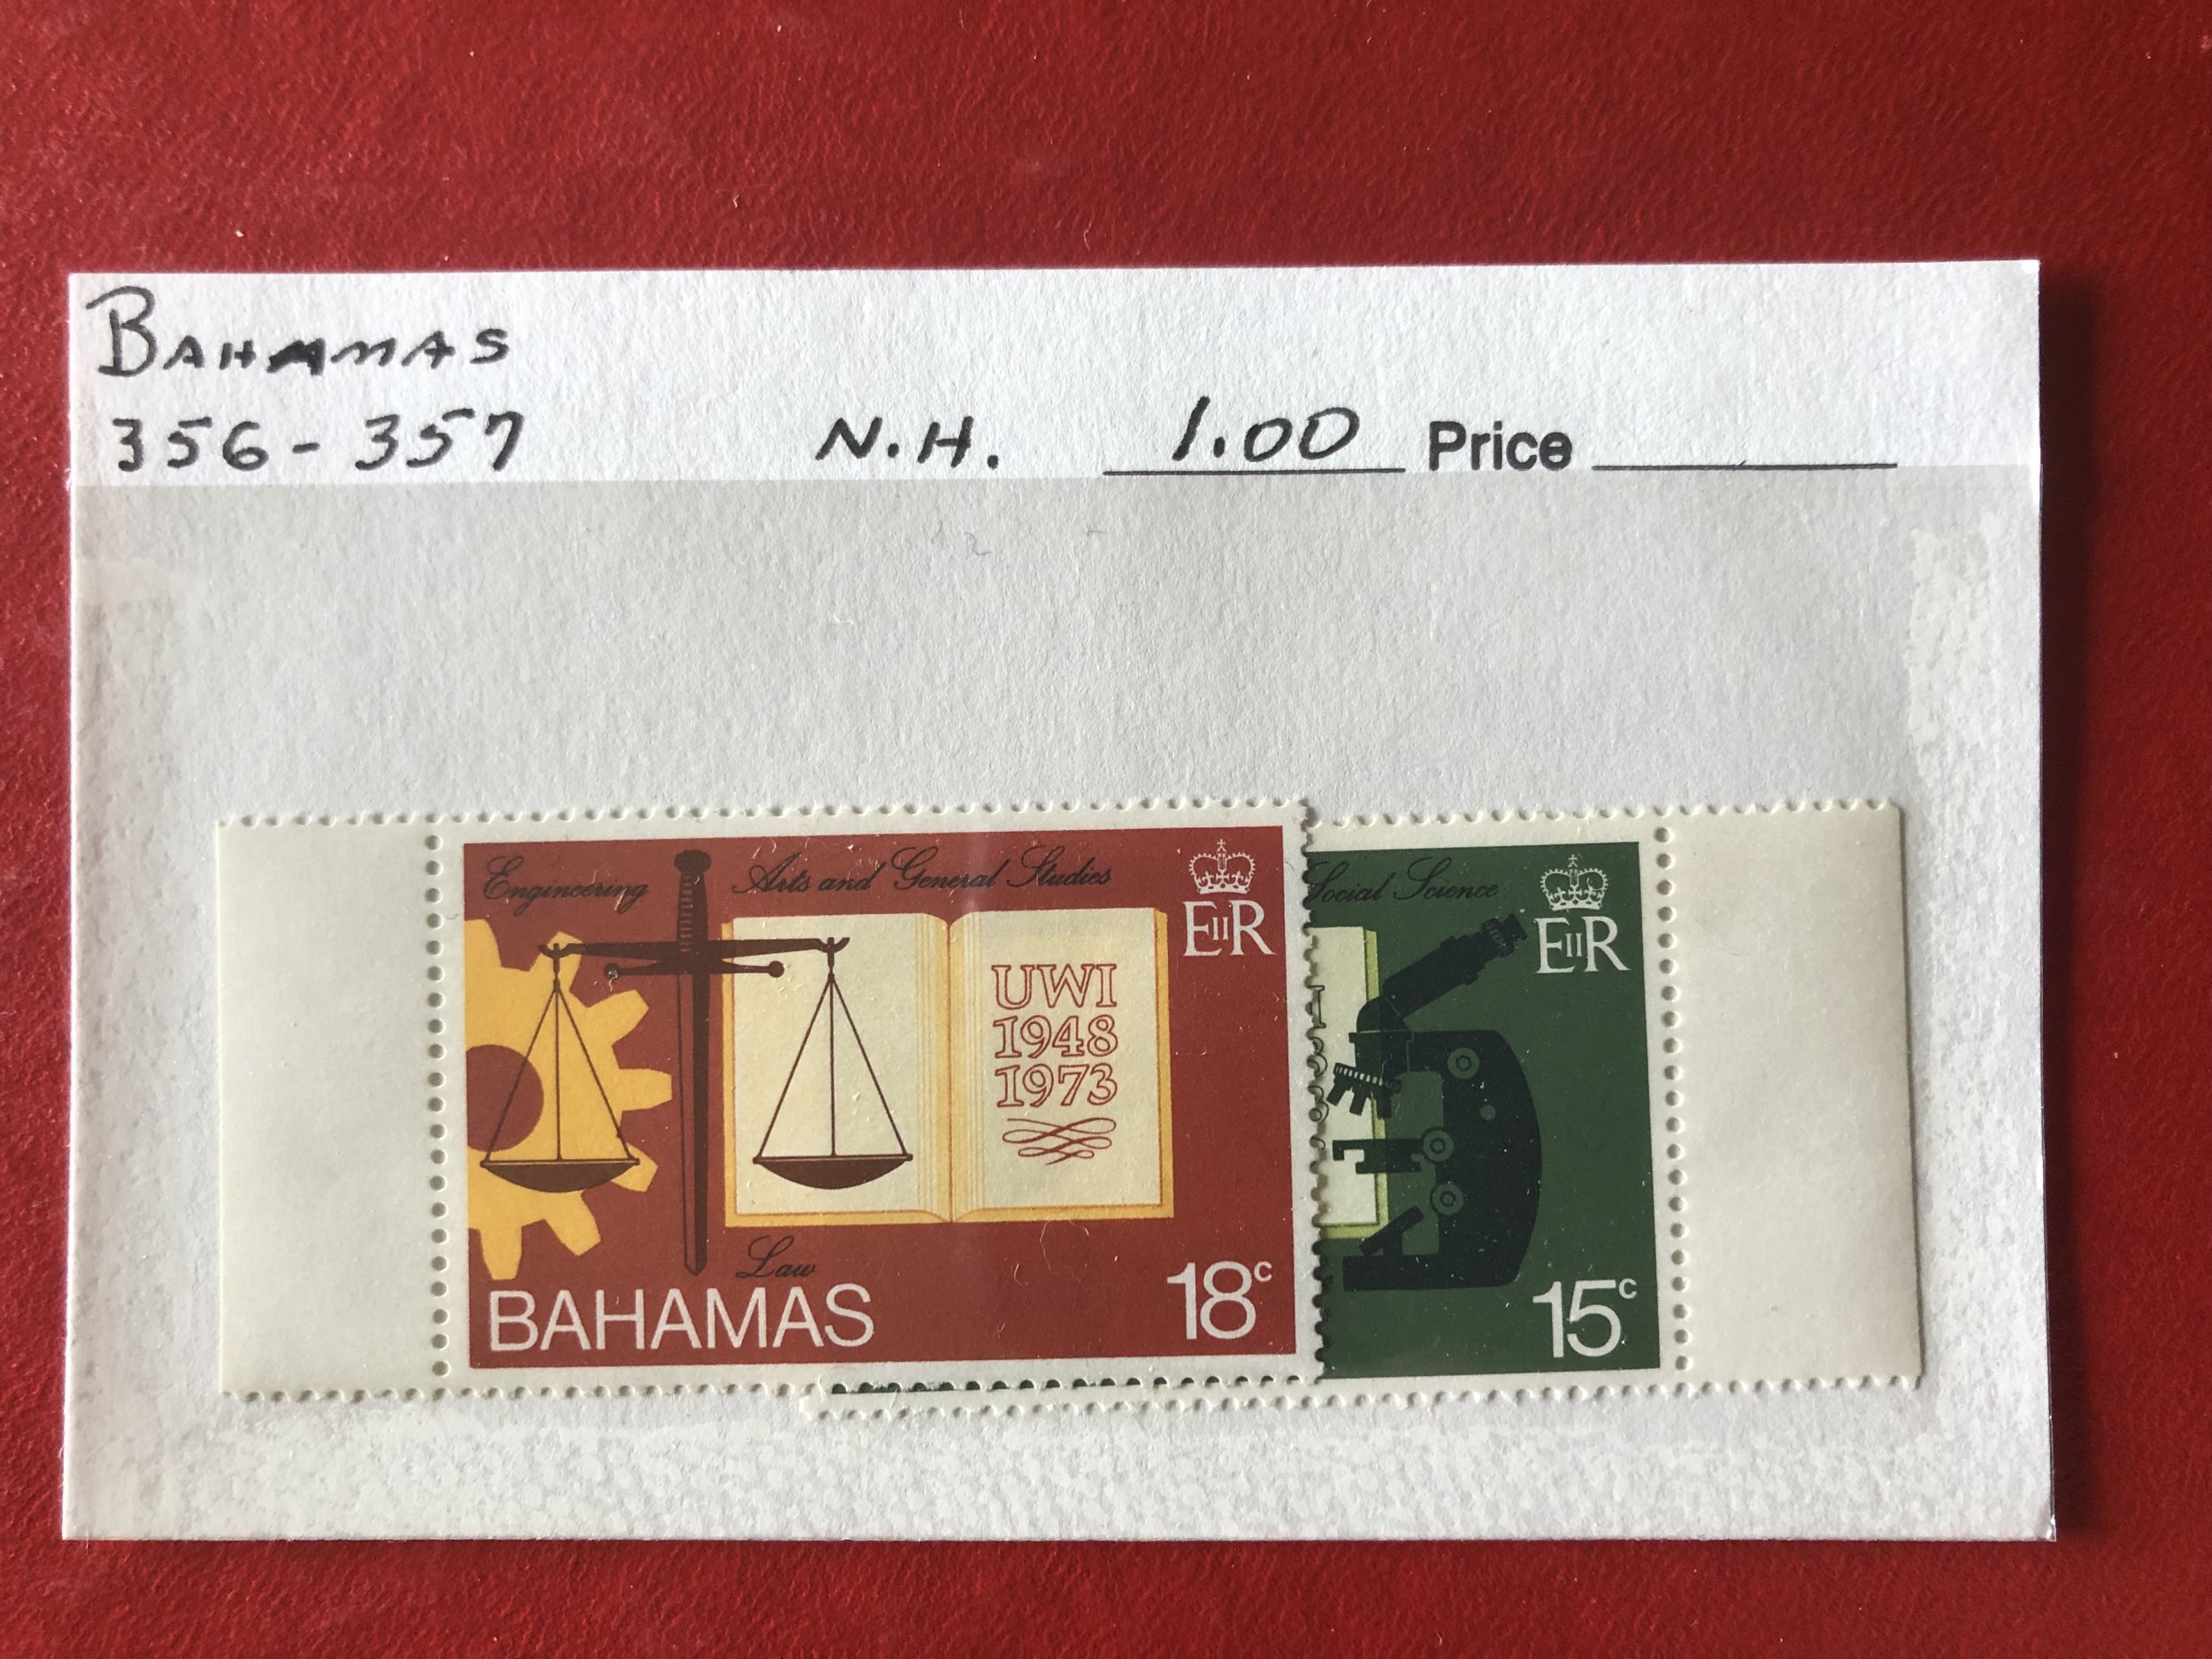 BAHAMAS
356-357 N.H. 1.00 Price
Engineering Arts and General Studies
EIIR
UWI
1948
1973
Law
BAHAMAS 18c
Social Science
EIIR
15c